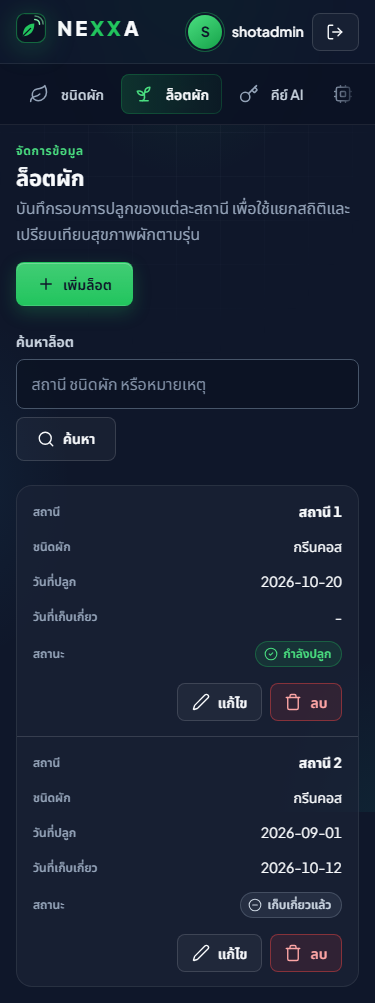 NEXXA
S shotadmin
ชนิดผัก ล็อตผัก คีย์ AI
จัดการข้อมูล
ล็อตผัก
บันทึกรอบการปลูกของแต่ละสถานี เพื่อใช้แยกสถิติและ
เปรียบเทียบสุขภาพผักตามรุ่น
เพิ่มล็อต
ค้นหาล็อต
สถานี ชนิดผัก หรือหมายเหตุ
ค้นหา
สถานี สถานี 1
ชนิดผัก กรีนคอส
วันที่ปลูก 2026-10-20
วันที่เก็บเกี่ยว -
สถานะ กำลังปลูก
แก้ไข ลบ
สถานี สถานี 2
ชนิดผัก กรีนคอส
วันที่ปลูก 2026-09-01
วันที่เก็บเกี่ยว 2026-10-12
สถานะ เก็บเกี่ยวแล้ว
แก้ไข ลบ